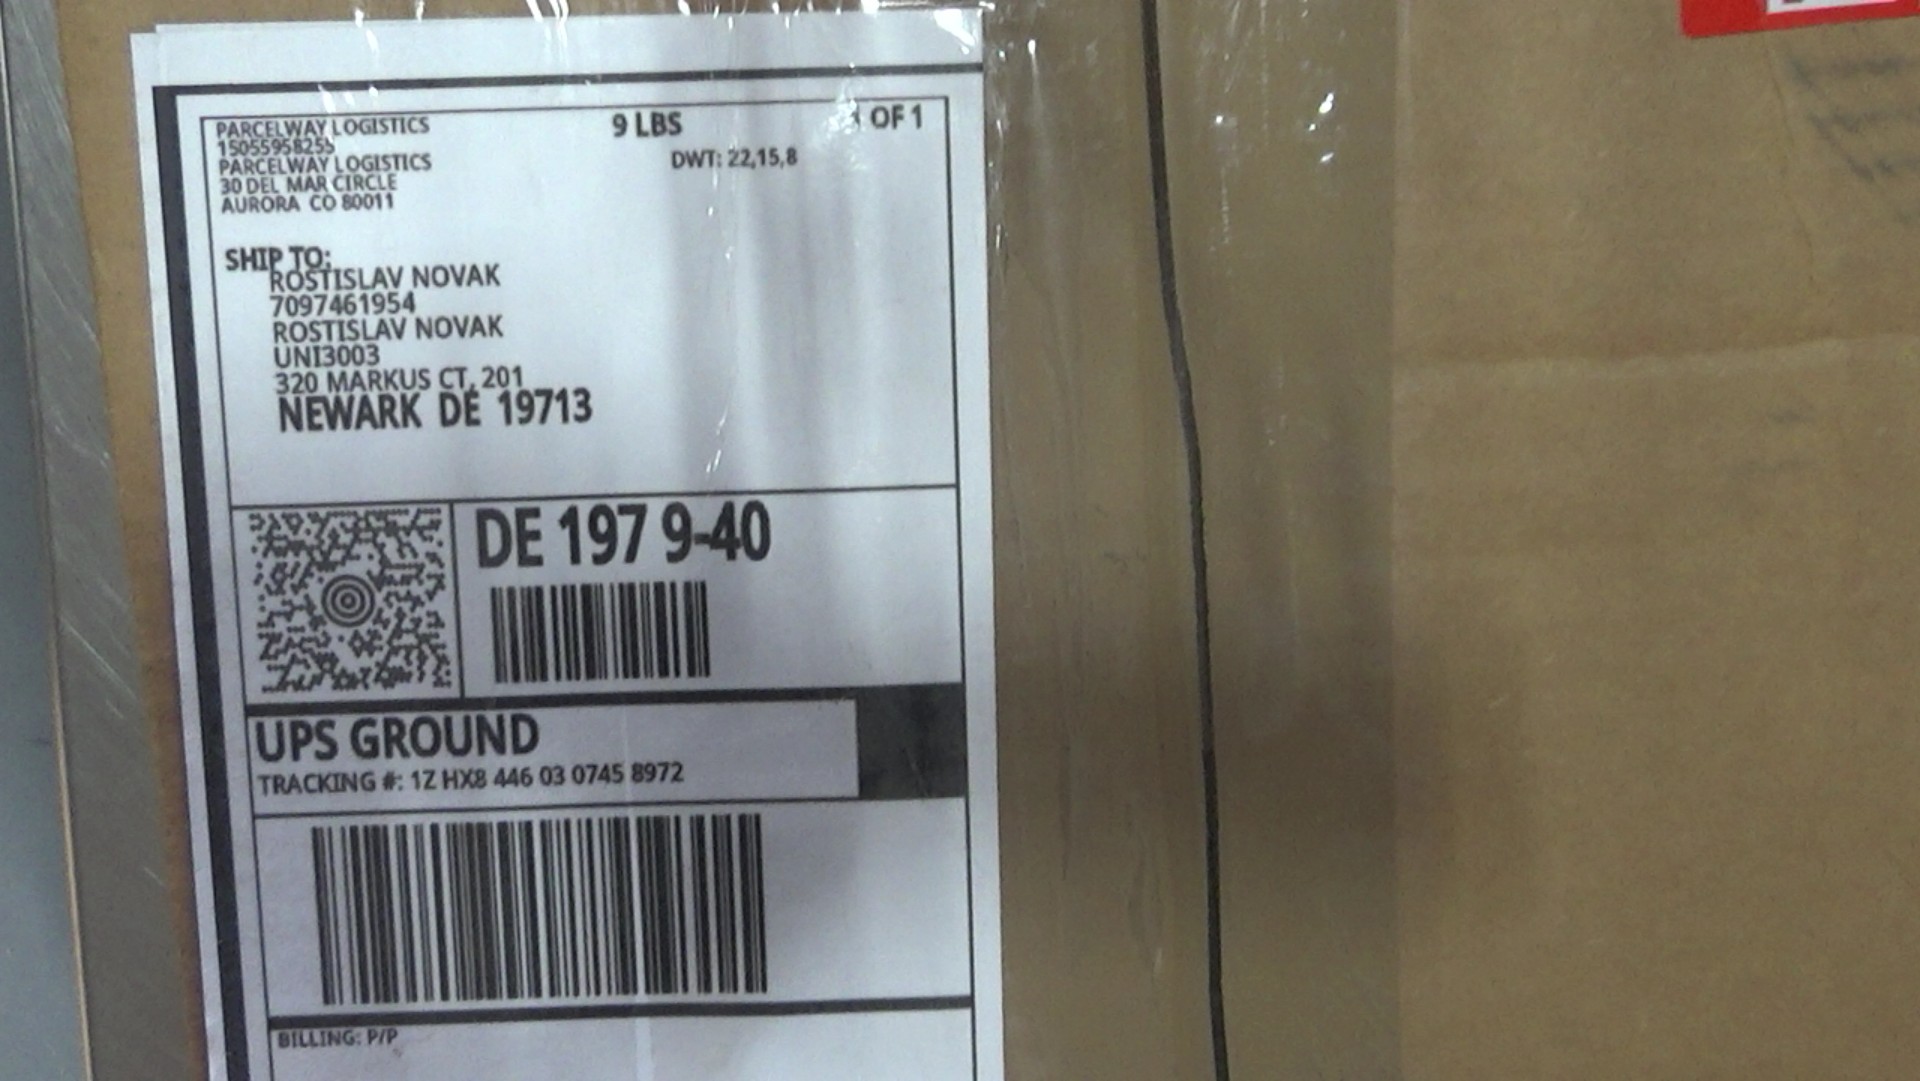 PARCELWAY LOGISTICS
15055958255
PARCELWAY LOGISTICS
30 DEL MAR CIRCLE
AURORA CO 80011
9 LBS
1 OF 1
DWT: 22,15,8
SHIP TO:
ROSTISLAV NOVAK
7097461954
ROSTISLAV NOVAK
UNI3003
320 MARKUS CT, 201
NEWARK DE 19713
DE 197 9-40
UPS GROUND
TRACKING #: 1Z HX8 446 03 0745 8972
BILLING: P/P